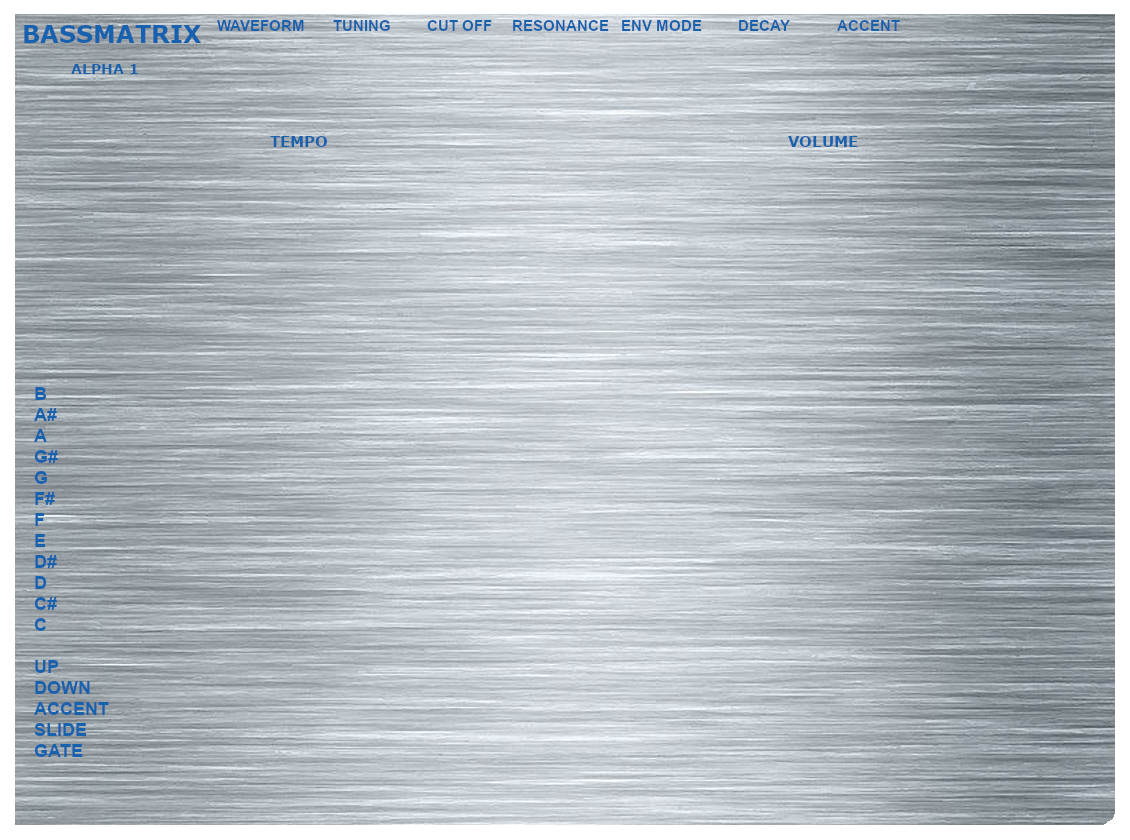 BASSMATRIX WAVEFORM TUNING CUT OFF RESONANCE ENV MODE DECAY ACCENT
ALPHA 1
TEMPO VOLUME
B
A#
A
G#
G
F#
F
E
D#
D
C#
C
UP
DOWN
ACCENT
SLIDE
GATE